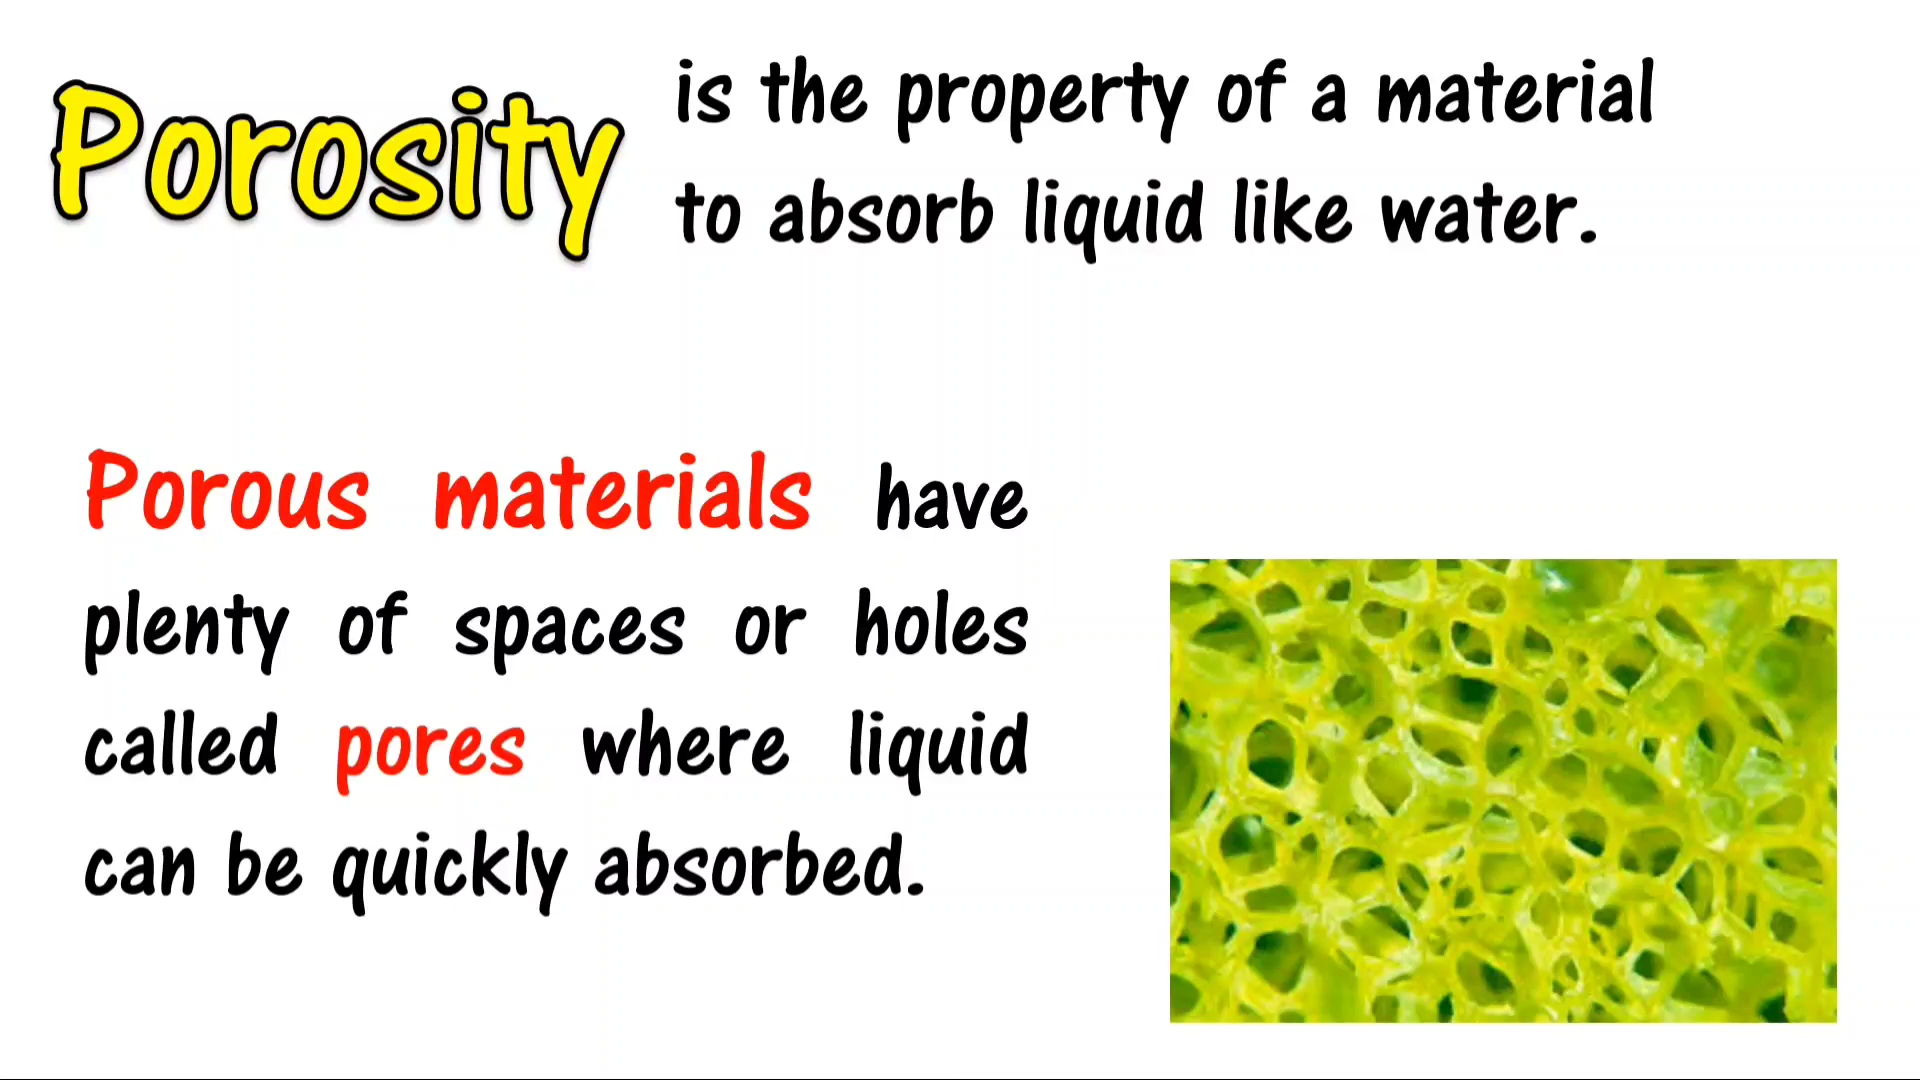 Porosity is the property of a material
to absorb liquid like water.
Porous materials have
plenty of spaces or holes
called pores where liquid
can be quickly absorbed.